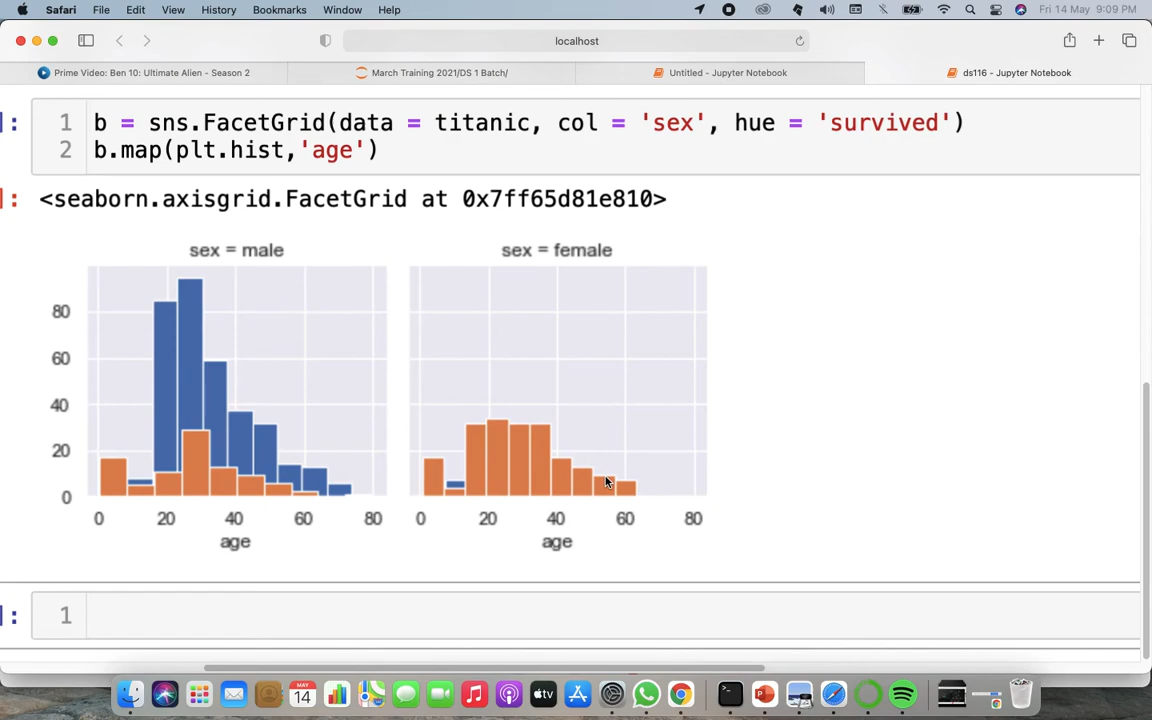 Safari File Edit View History Bookmarks Window Help Fri 14 May 9:09 PM
localhost
Prime Video: Ben 10: Ultimate Alien - Season 2 March Training 2021/DS 1 Batch/ Untitled - Jupyter Notebook ds116 - Jupyter Notebook
]: 1 b = sns.FacetGrid(data = titanic, col = 'sex', hue = 'survived')
2 b.map(plt.hist,'age')
]: <seaborn.axisgrid.FacetGrid at 0x7ff65d81e810>
sex = male sex = female
80
60
40
20
0
0 20 40 60 80 0 20 40 60 80
age age
]: 1
MAY
14
tv